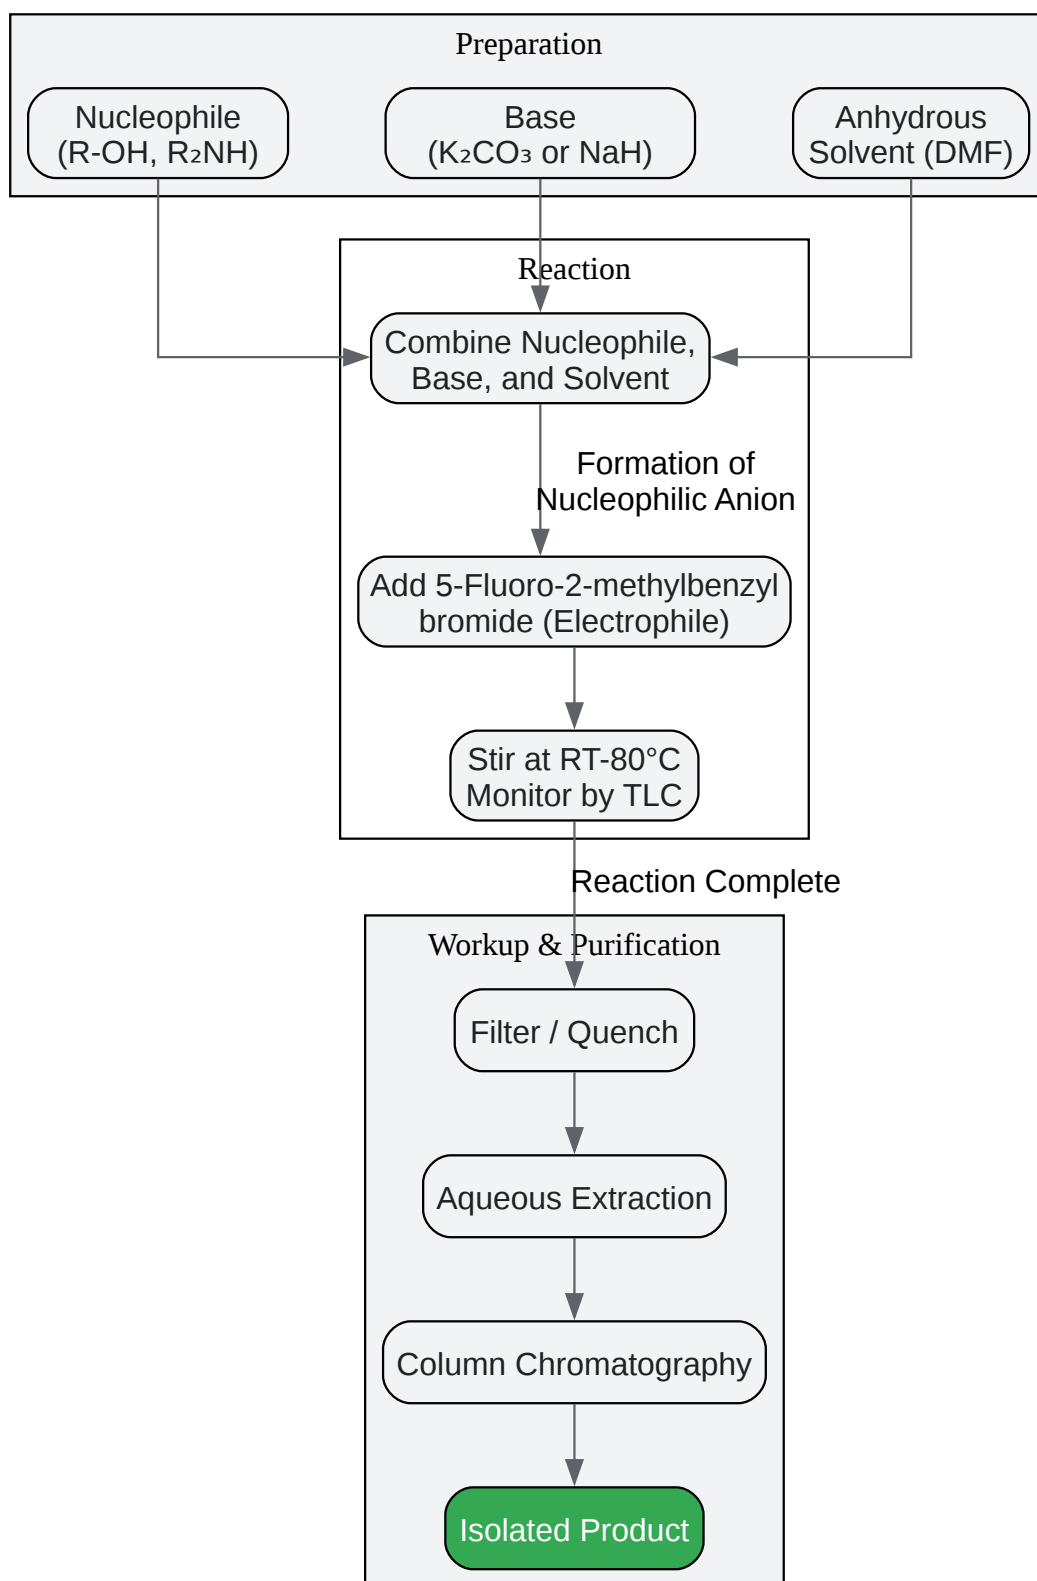 Preparation
Nucleophile
(R-OH, R₂NH)
Base
(K₂CO₃ or NaH)
Anhydrous
Solvent (DMF)
Reaction
Combine Nucleophile,
Base, and Solvent
Formation of
Nucleophilic Anion
Add 5-Fluoro-2-methylbenzyl
bromide (Electrophile)
Stir at RT-80°C
Monitor by TLC
Reaction Complete
Workup & Purification
Filter / Quench
Aqueous Extraction
Column Chromatography
Isolated Product